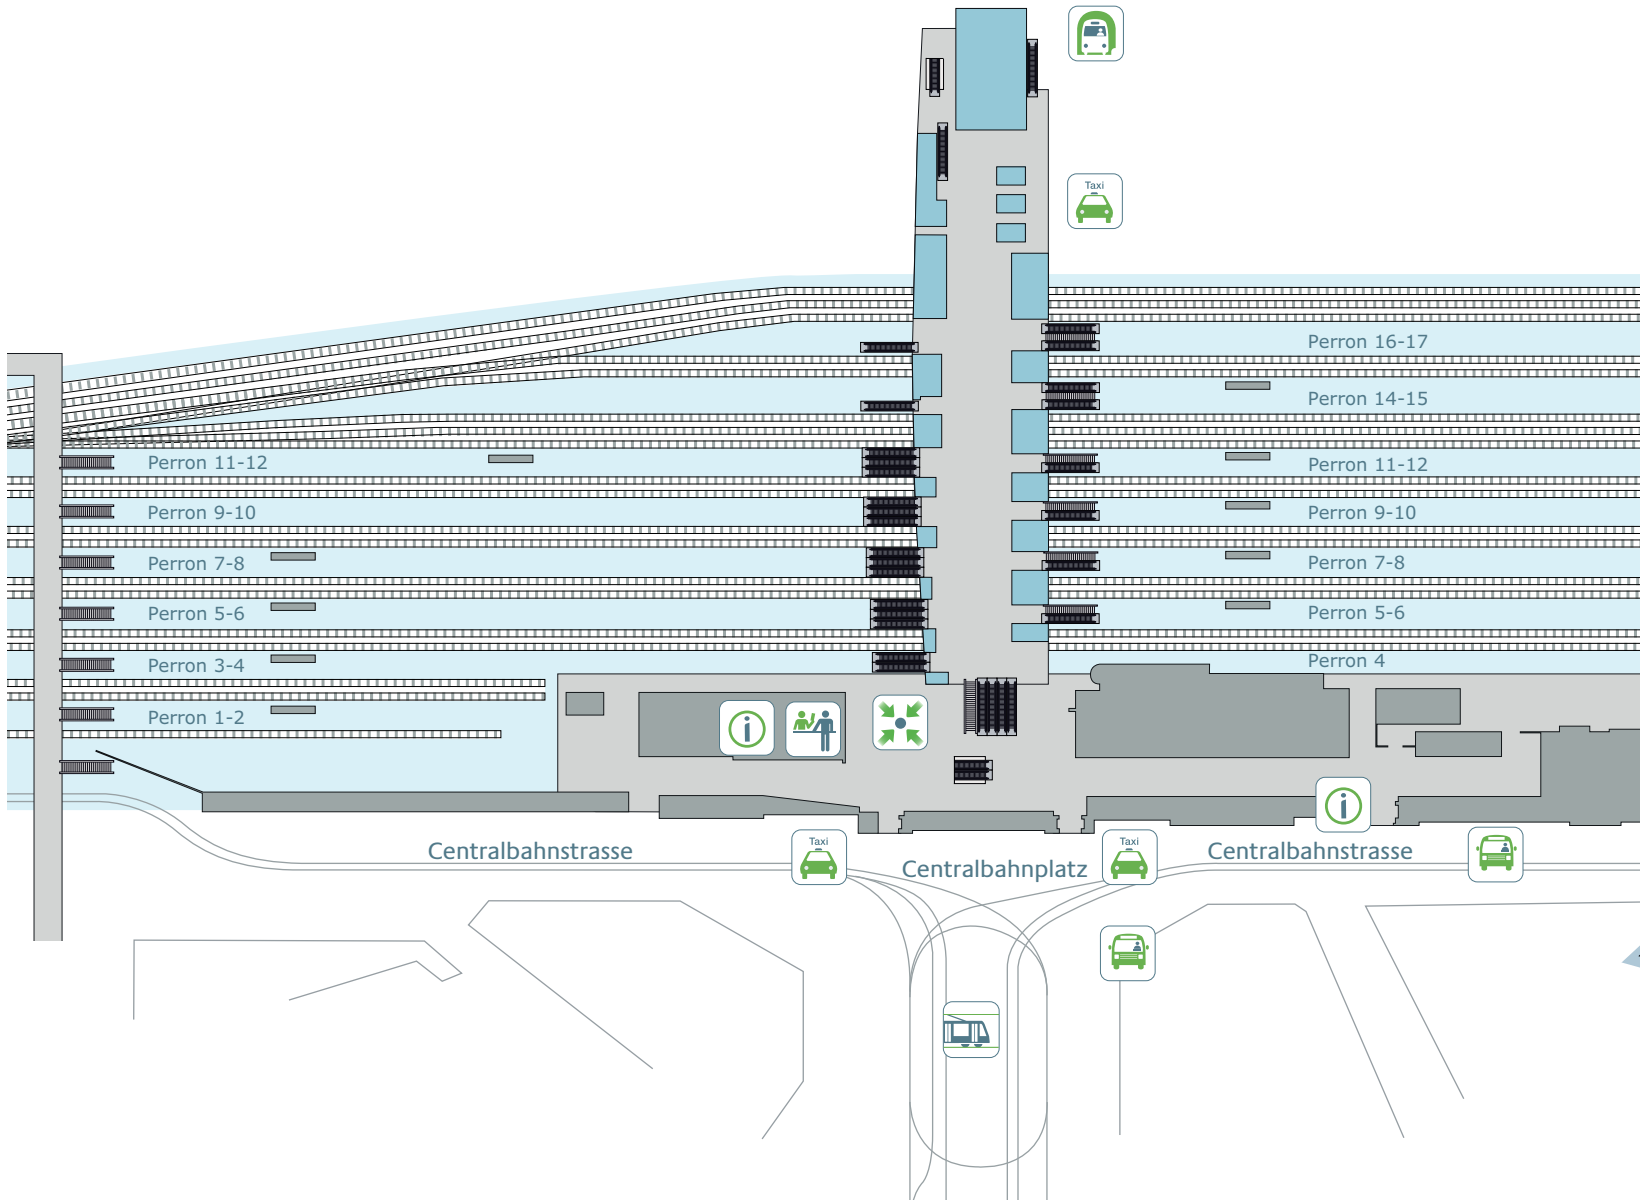 Taxi
Perron 16-17
Perron 14-15
Perron 11-12
Perron 11-12
Perron 9-10
Perron 9-10
Perron 7-8
Perron 7-8
Perron 5-6
Perron 5-6
Perron 3-4
Perron 4
Perron 1-2
i
i
Taxi
Taxi
Centralbahnstrasse
Centralbahnplatz
Centralbahnstrasse